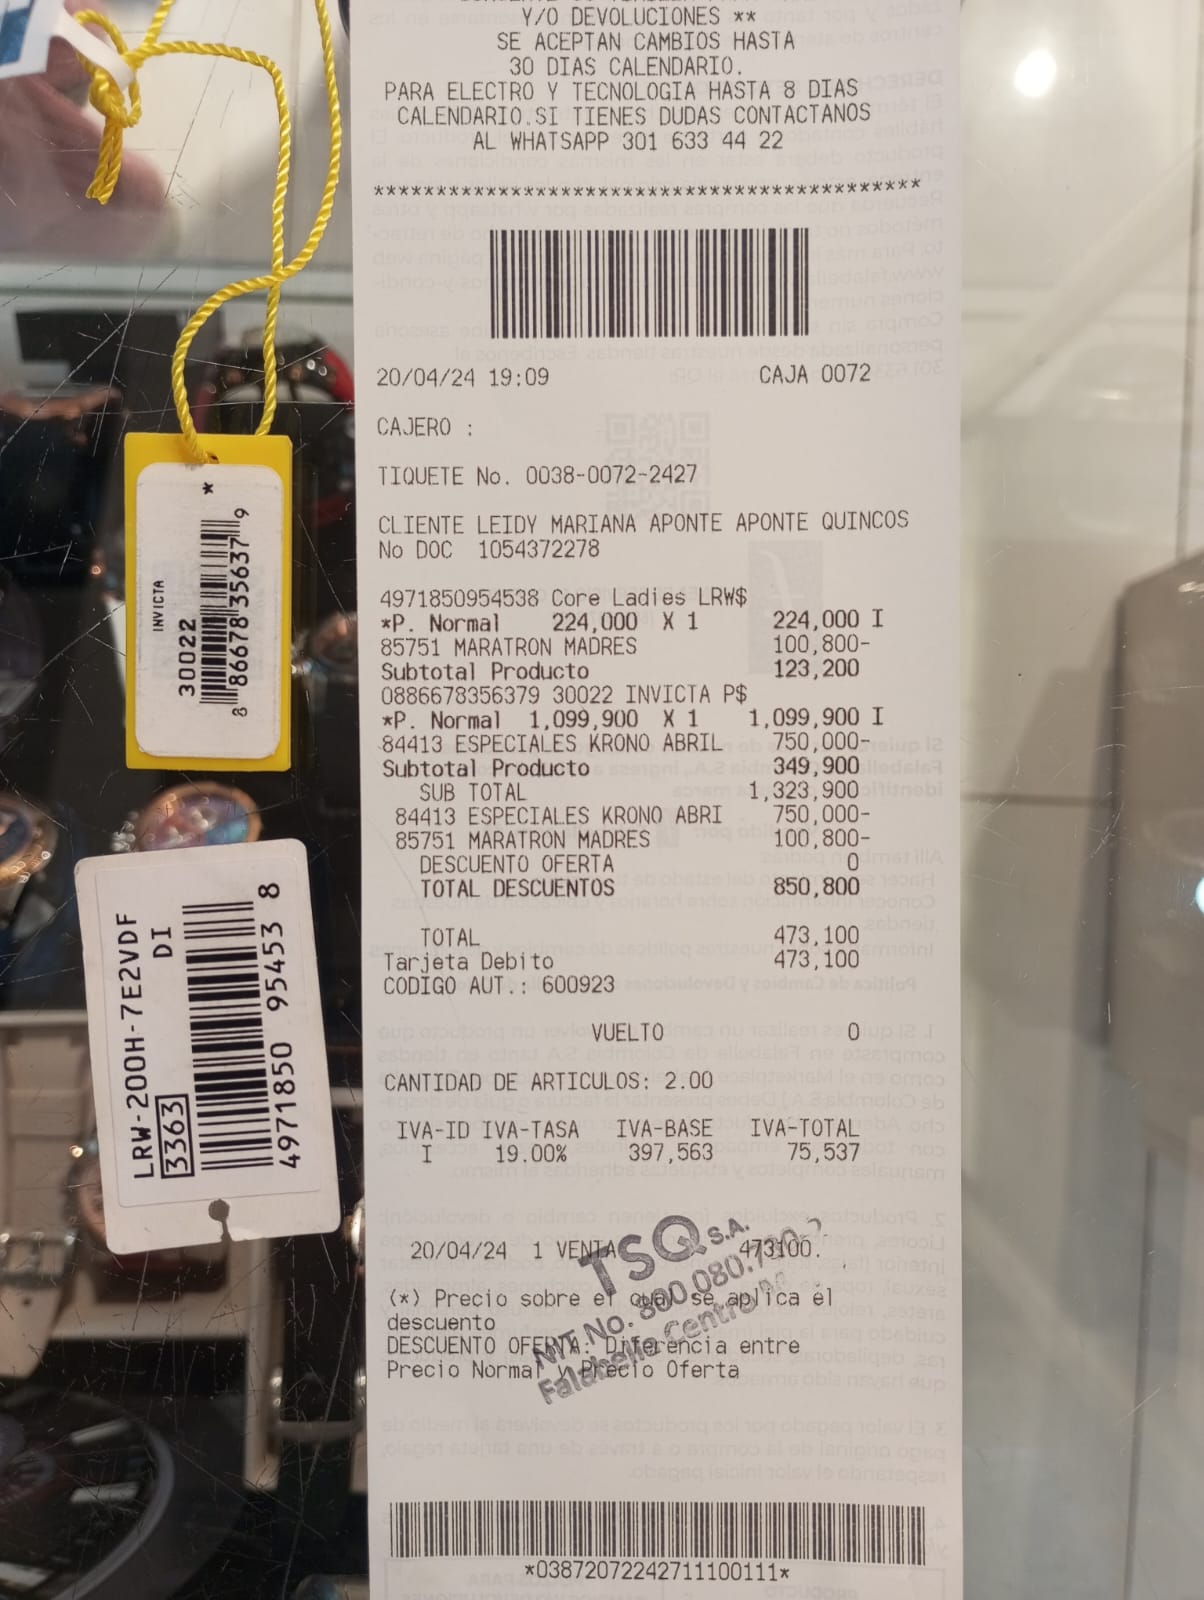 Y/O DEVOLUCIONES **
SE ACEPTAN CAMBIOS HASTA
30 DIAS CALENDARIO.
PARA ELECTRO Y TECNOLOGIA HASTA 8 DIAS
CALENDARIO.SI TIENES DUDAS CONTACTANOS
AL WHATSAPP 301 633 44 22
*********************************************
20/04/24 19:09 CAJA 0072
CAJERO :
TIQUETE No. 0038-0072-2427
CLIENTE LEIDY MARIANA APONTE APONTE QUINCOS
No DOC 1054372278
4971850954538 Core Ladies LRW$
*P. Normal 224,000 X 1 224,000 I
85751 MARATRON MADRES 100,800-
Subtotal Producto 123,200
0886678356379 30022 INVICTA P$
*P. Normal 1,099,900 X 1 1,099,900 I
84413 ESPECIALES KRONO ABRIL 750,000-
Subtotal Producto 349,900
SUB TOTAL 1,323,900
84413 ESPECIALES KRONO ABRI 750,000-
85751 MARATRON MADRES 100,800-
DESCUENTO OFERTA 0
TOTAL DESCUENTOS 850,800
TOTAL 473,100
Tarjeta Debito 473,100
CODIGO AUT.: 600923
VUELTO 0
CANTIDAD DE ARTICULOS: 2.00
IVA-ID IVA-TASA IVA-BASE IVA-TOTAL
I 19.00% 397,563 75,537
20/04/24 1 VENTA 473100.
(*) Precio sobre el cual se aplica el
descuento
DESCUENTO OFERTA: Diferencia entre
Precio Normal y Precio Oferta
TSQ S.A.
NIT.No. 800.080.
Falabella Centro M
*03872072242711100111*
INVICTA
30022
*
8 86678 35637 9
LRW-200H-7E2VDF
DI
3363
4971850 95453 8